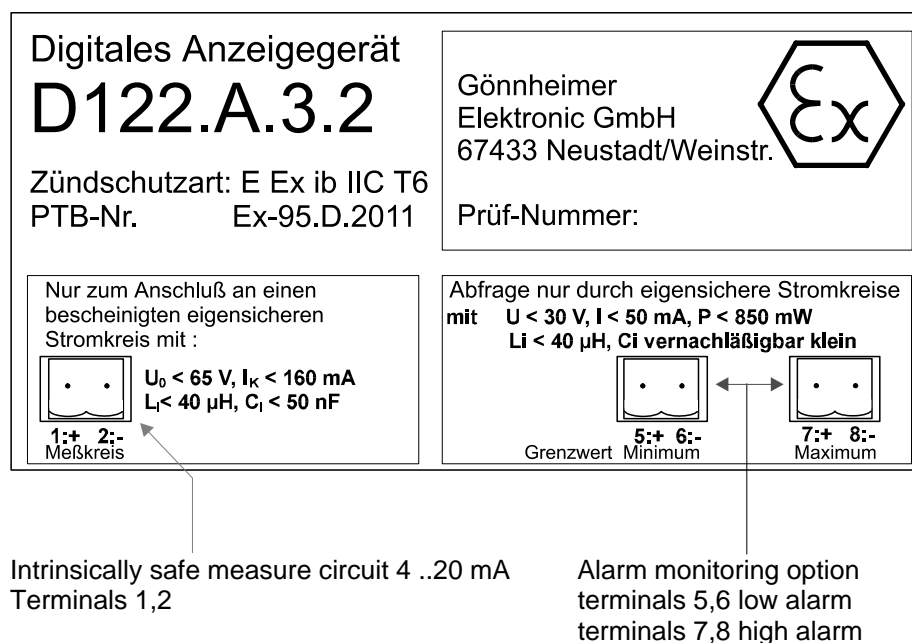 Digitales Anzeigegerät
D122.A.3.2
Zündschutzart: E Ex ib IIC T6
PTB-Nr. Ex-95.D.2011
Gönnheimer
Elektronic GmbH
67433 Neustadt/Weinstr.
Prüf-Nummer:
Ex
Nur zum Anschluß an einen
bescheinigten eigensicheren
Stromkreis mit :
U₀ < 65 V, I_K < 160 mA
L_I< 40 µH, C_I < 50 nF
1:+ 2:-
Meßkreis
Abfrage nur durch eigensichere Stromkreise
mit U < 30 V, I < 50 mA, P < 850 mW
Li < 40 µH, Ci vernachläßigbar klein
5:+ 6:- 7:+ 8:-
Grenzwert Minimum Maximum
Intrinsically safe measure circuit 4 ..20 mA
Terminals 1,2
Alarm monitoring option
terminals 5,6 low alarm
terminals 7,8 high alarm